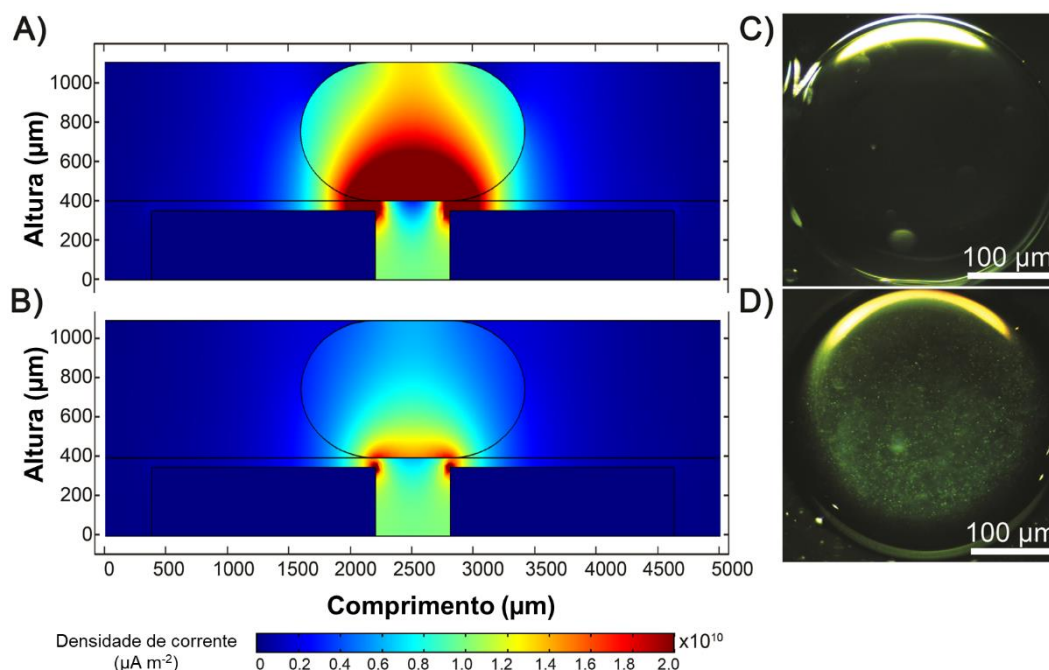 A)
Altura (µm)
1000
800
600
400
200
0
B)
Altura (µm)
1000
800
600
400
200
0
0 500 1000 1500 2000 2500 3000 3500 4000 4500 5000
Comprimento (µm)
Densidade de corrente
(µA m⁻²)
0 0.2 0.4 0.6 0.8 1.0 1.2 1.4 1.6 1.8 2.0
x10¹⁰
C)
100 µm
D)
100 µm